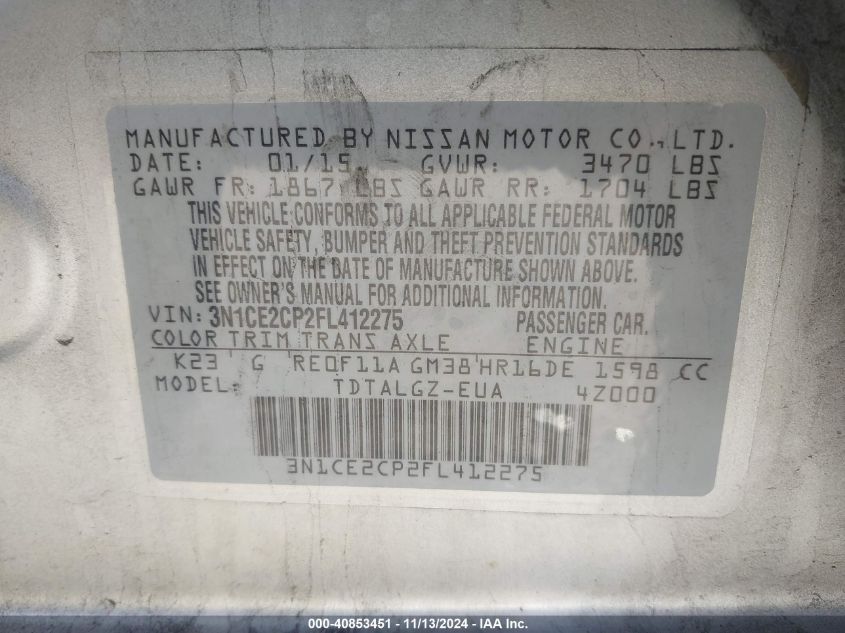 MANUFACTURED BY NISSAN MOTOR CO., LTD.
DATE: 01/15 GVWR: 3470 LBS
GAWR FR: 1867 LBS GAWR RR: 1704 LBS
THIS VEHICLE CONFORMS TO ALL APPLICABLE FEDERAL MOTOR
VEHICLE SAFETY, BUMPER AND THEFT PREVENTION STANDARDS
IN EFFECT ON THE DATE OF MANUFACTURE SHOWN ABOVE.
SEE OWNER'S MANUAL FOR ADDITIONAL INFORMATION.
VIN: 3N1CE2CP2FL412275 PASSENGER CAR.
COLOR TRIM TRANS AXLE ENGINE
K23 G RE0F11A GM38 HR16DE 1598 CC
MODEL: TDTALGZ-EUA 4Z000
3N1CE2CP2FL412275
000-40853451 - 11/13/2024 - IAA Inc.